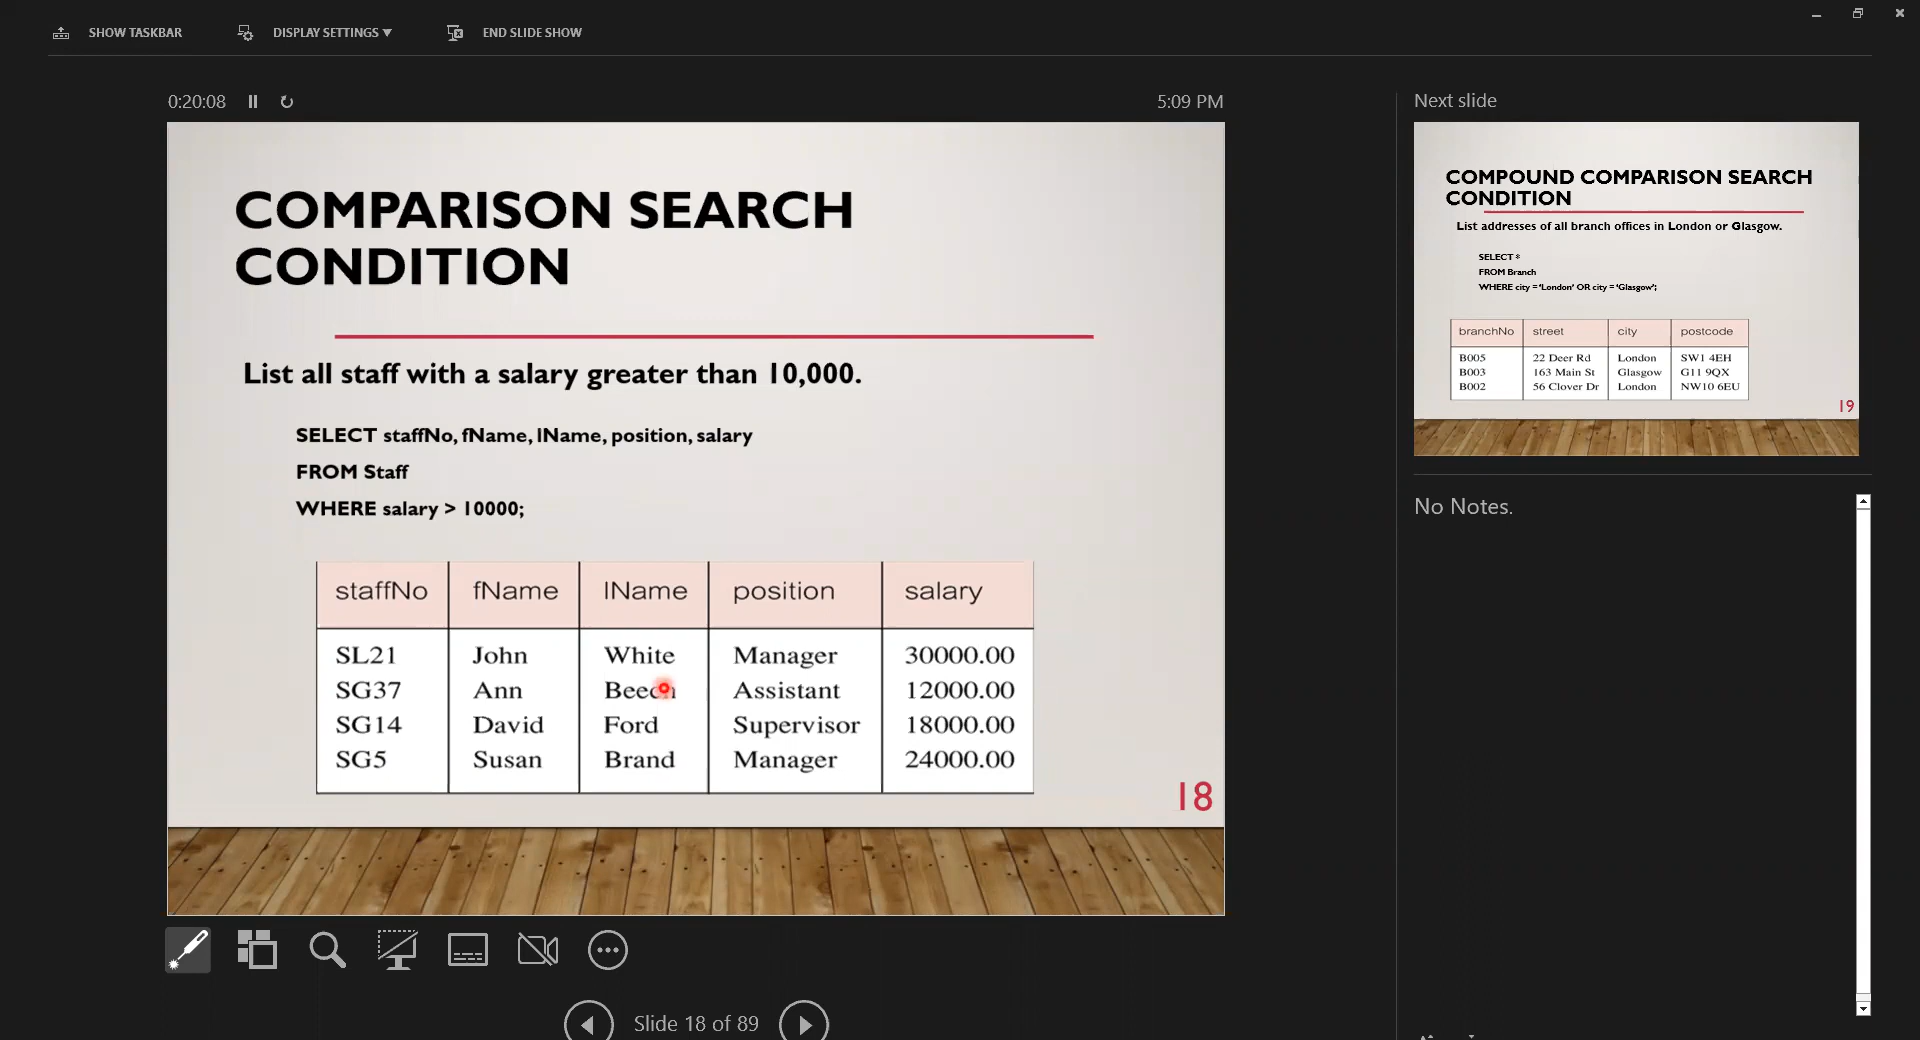 SHOW TASKBAR
DISPLAY SETTINGS ▼
END SLIDE SHOW
0:20:08
5:09 PM
COMPARISON SEARCH
CONDITION
List all staff with a salary greater than 10,000.
SELECT staffNo, fName, lName, position, salary
FROM Staff
WHERE salary > 10000;
staffNo fName lName position salary
SL21 John White Manager 30000.00
SG37 Ann Beech Assistant 12000.00
SG14 David Ford Supervisor 18000.00
SG5 Susan Brand Manager 24000.00
18
Slide 18 of 89
Next slide
COMPOUND COMPARISON SEARCH
CONDITION
List addresses of all branch offices in London or Glasgow.
SELECT *
FROM Branch
WHERE city = 'London' OR city = 'Glasgow';
branchNo street city postcode
B005 22 Deer Rd London SW1 4EH
B003 163 Main St Glasgow G11 9QX
B002 56 Clover Dr London NW10 6EU
19
No Notes.